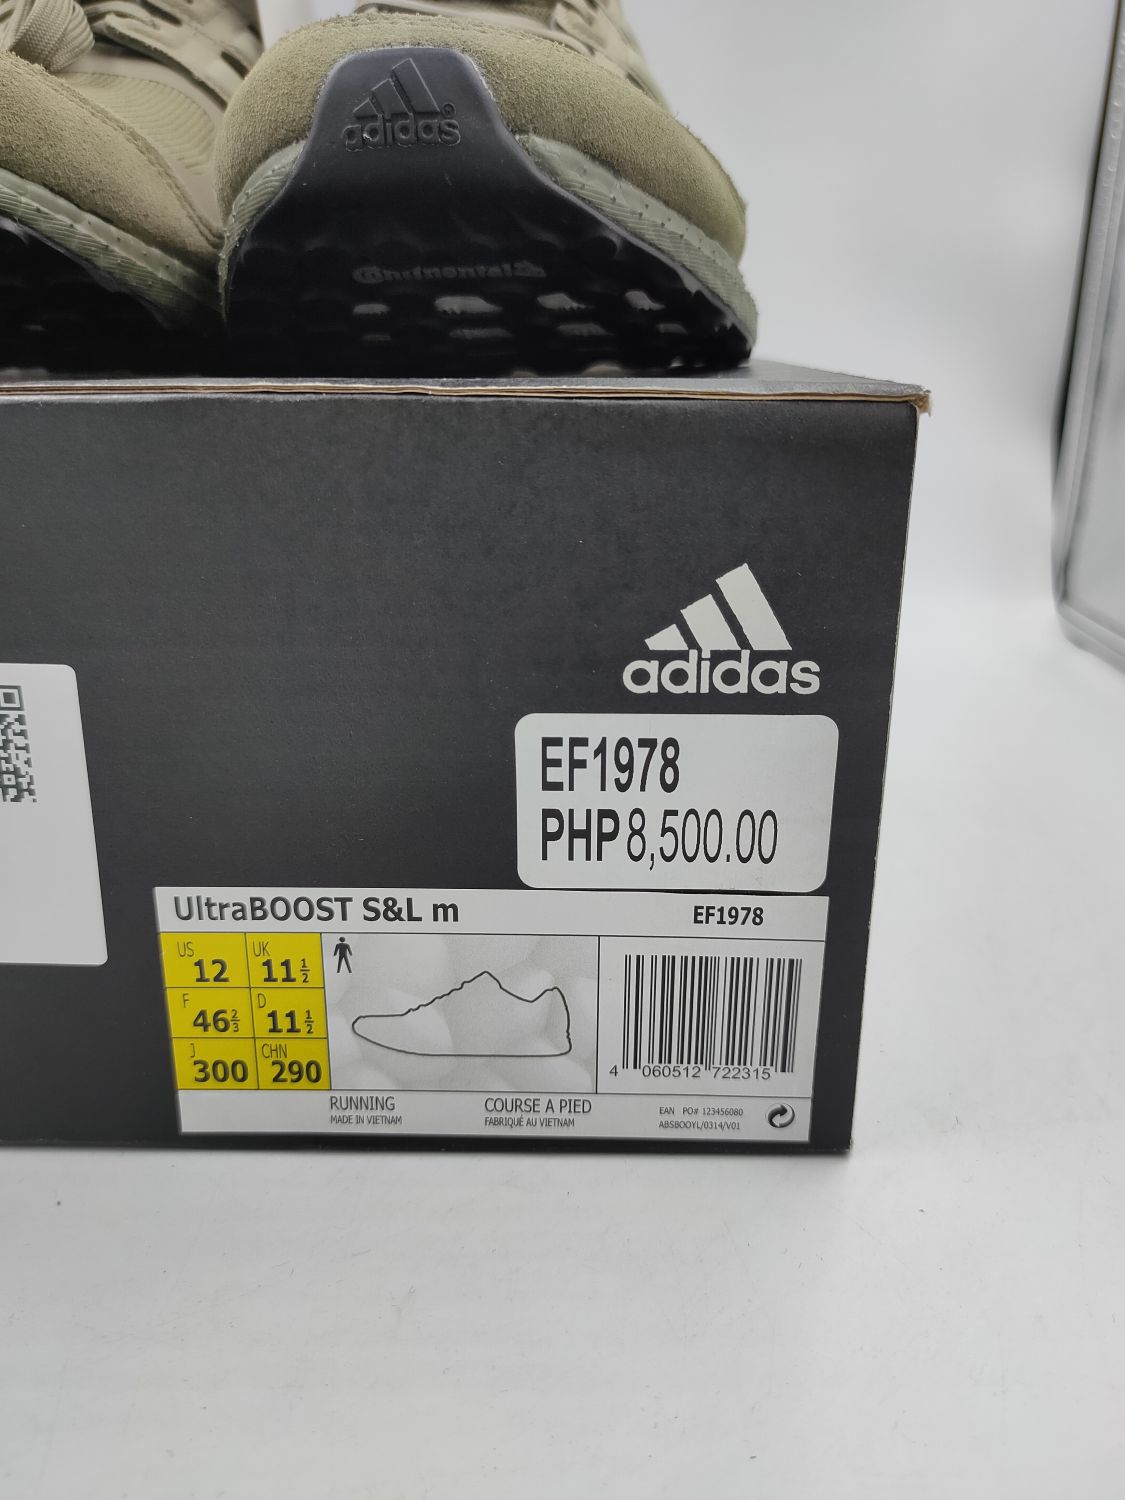 adidas
Continental
adidas
EF1978
PHP 8,500.00
UltraBOOST S&L m
EF1978
US 12
UK 11 1/2
F 46 2/3
D 11 1/2
J 300
CHN 290
4 060512 722315
RUNNING
MADE IN VIETNAM
COURSE A PIED
FABRIQUÉ AU VIETNAM
EAN PO# 123456080
ABSBOOYL/0314/V01